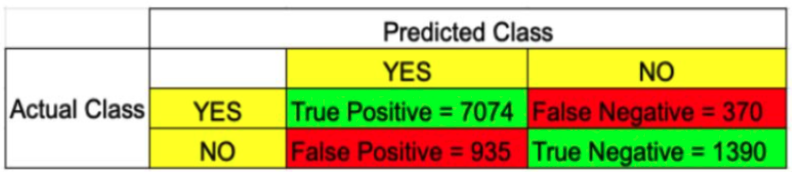 Predicted Class
YES NO
Actual Class YES True Positive = 7074 False Negative = 370
NO False Positive = 935 True Negative = 1390